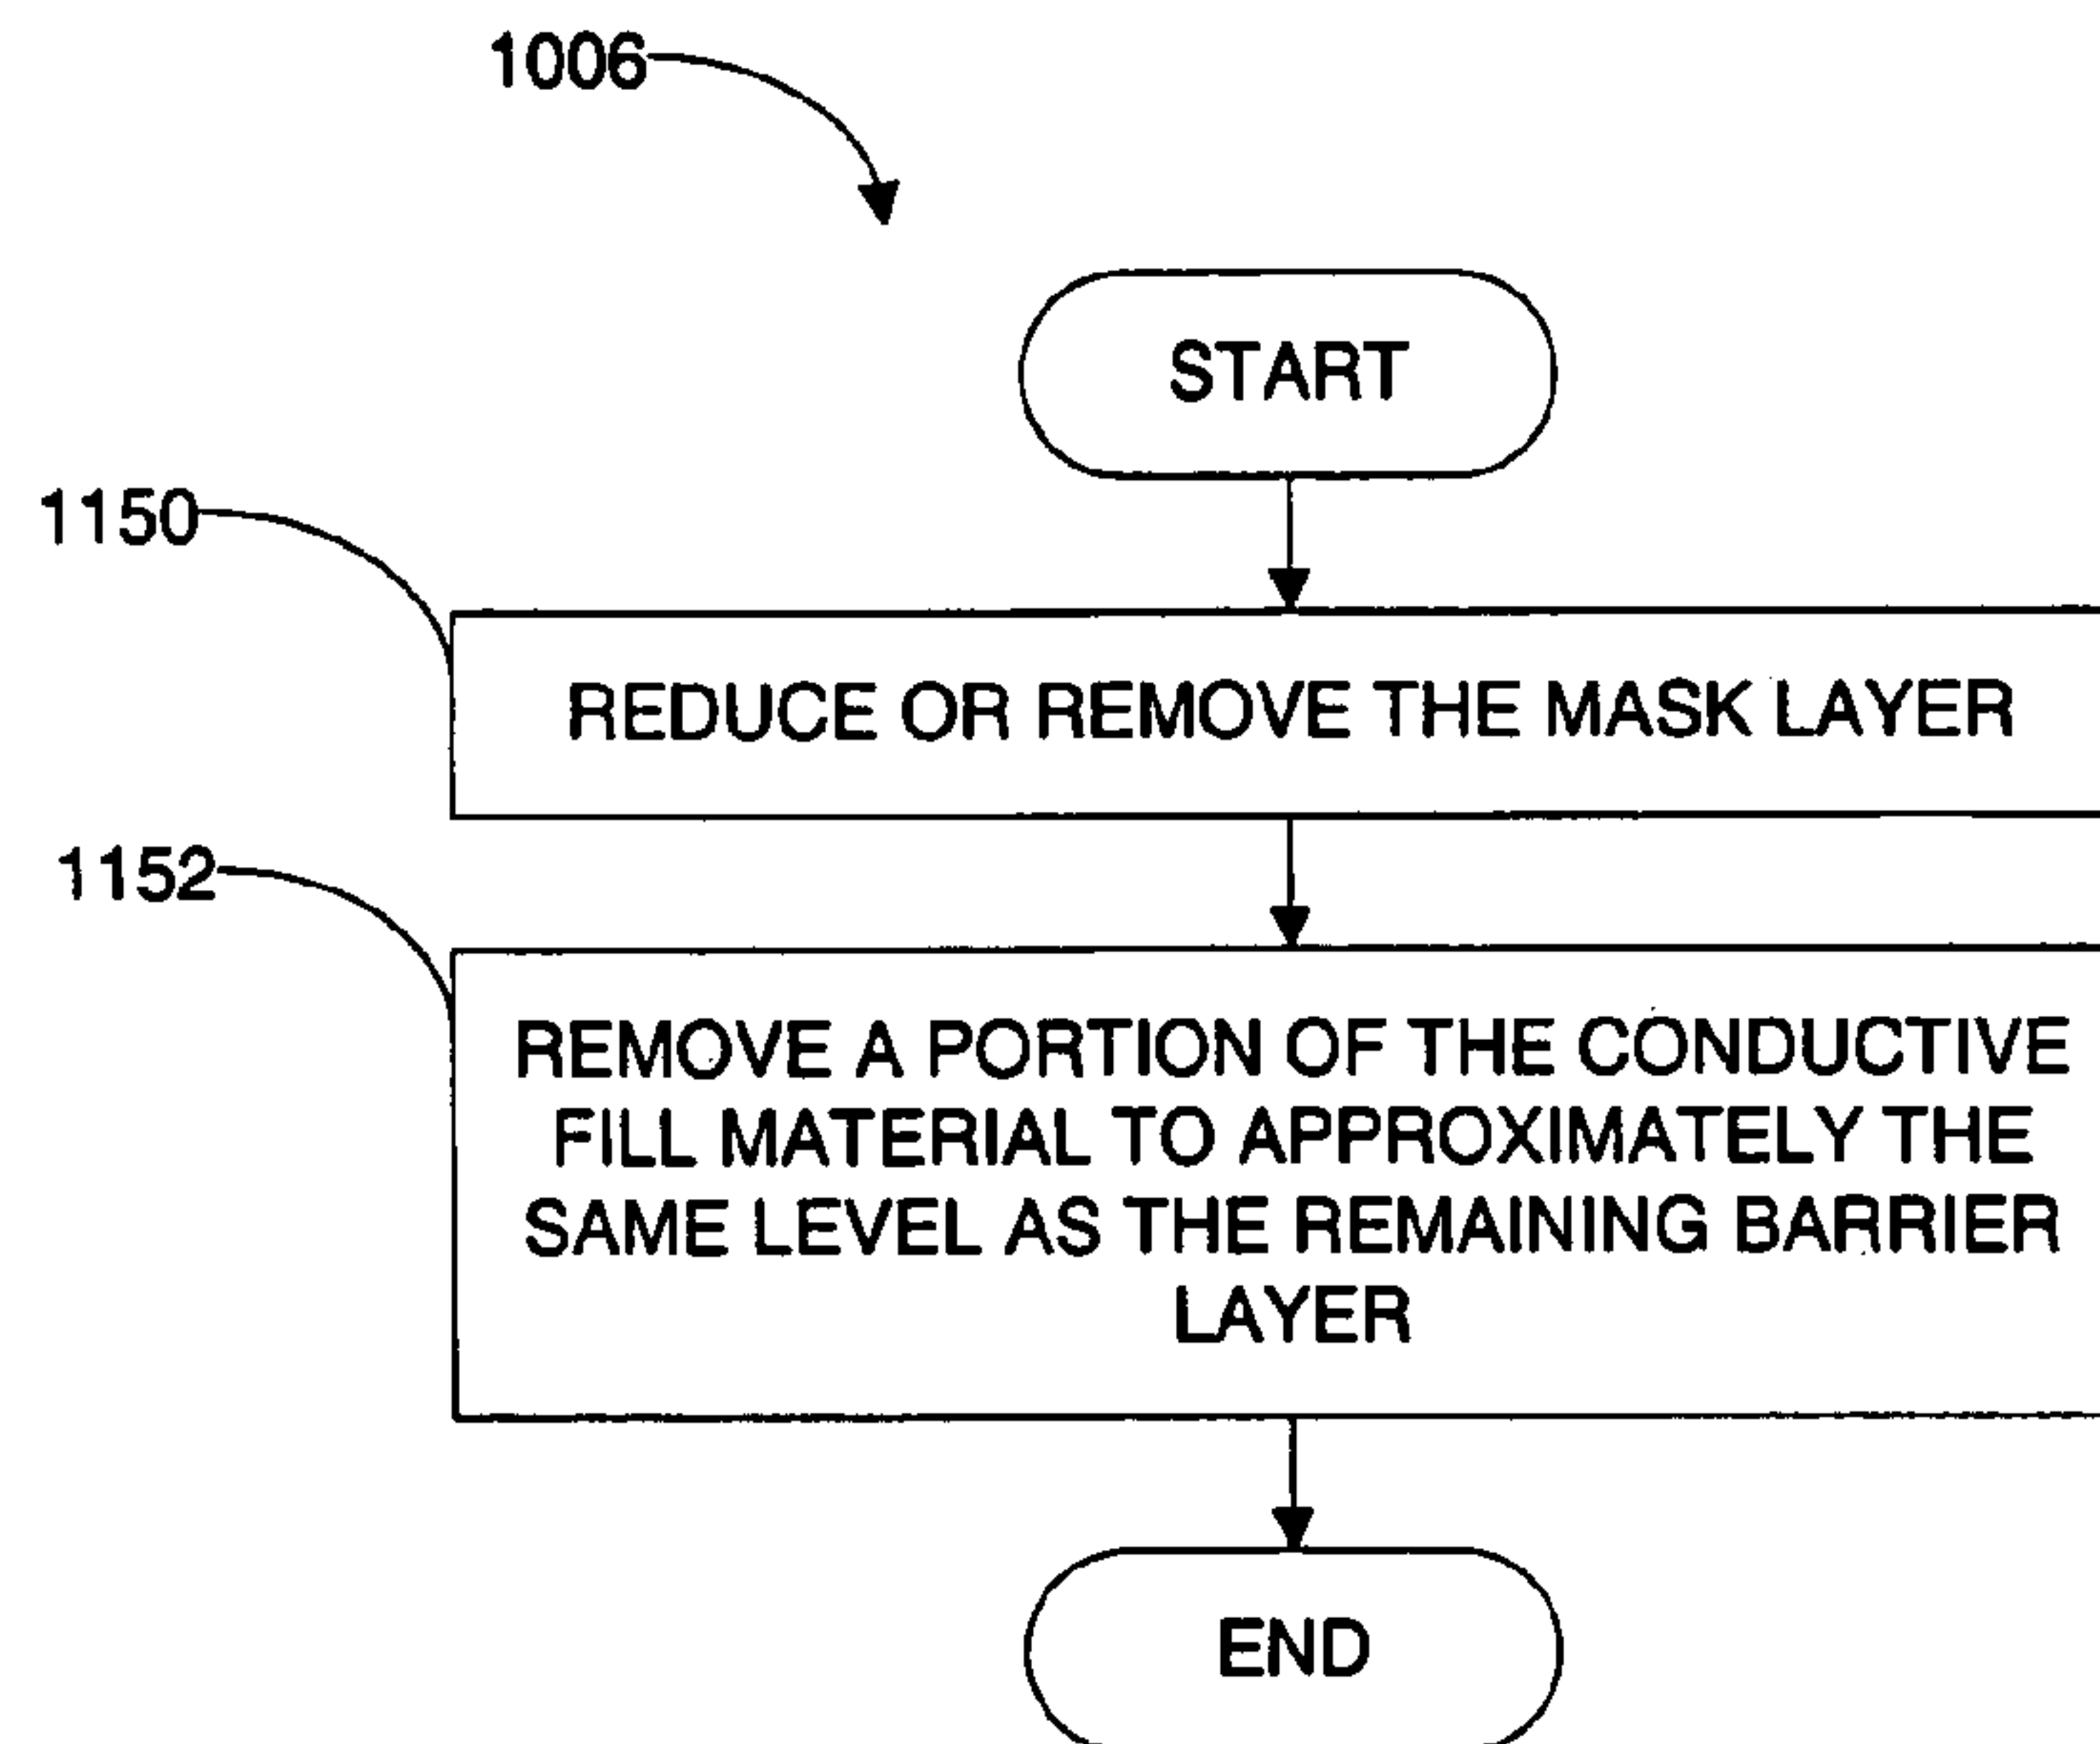 1006
START
1150
REDUCE OR REMOVE THE MASK LAYER
1152
REMOVE A PORTION OF THE CONDUCTIVE
FILL MATERIAL TO APPROXIMATELY THE
SAME LEVEL AS THE REMAINING BARRIER
LAYER
END